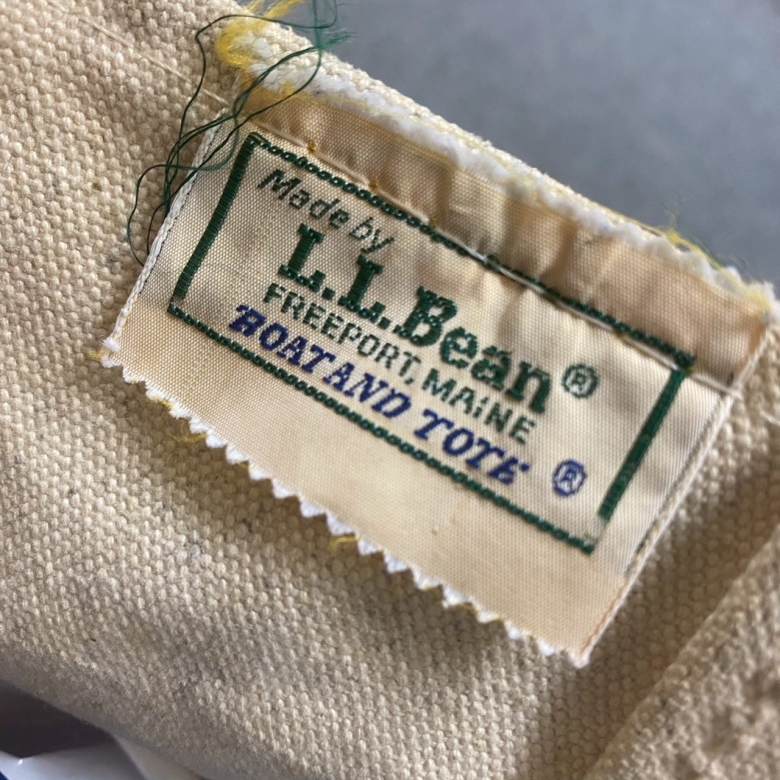 Made by
L.L.Bean®
FREEPORT, MAINE
BOAT AND TOTE ®